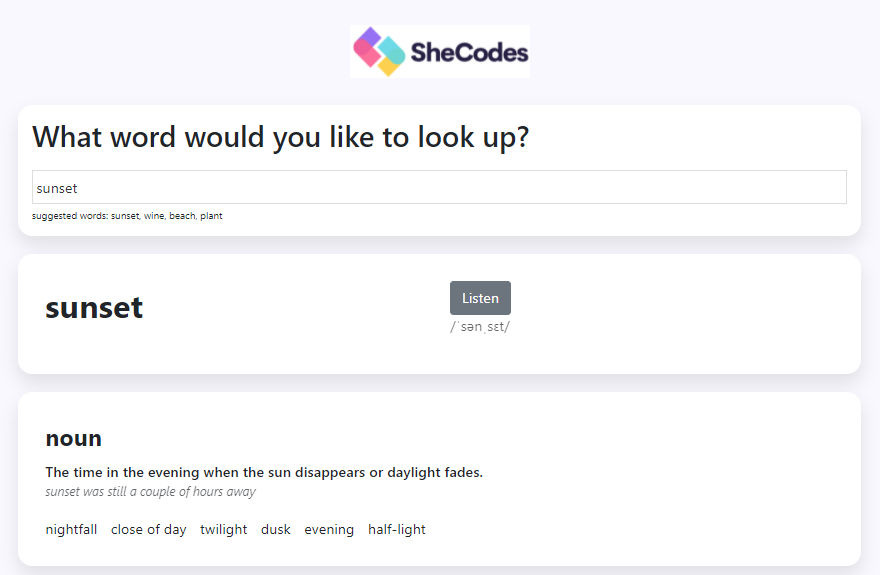 SheCodes
What word would you like to look up?
sunset
suggested words: sunset, wine, beach, plant
sunset
Listen
/ˈsənˌsɛt/
noun
The time in the evening when the sun disappears or daylight fades.
sunset was still a couple of hours away
nightfall close of day twilight dusk evening half-light